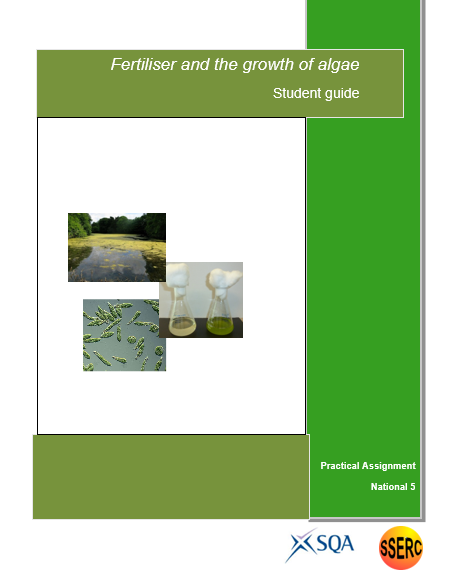 Fertiliser and the growth of algae
Student guide
Practical Assignment
National 5
SQA
SSERC